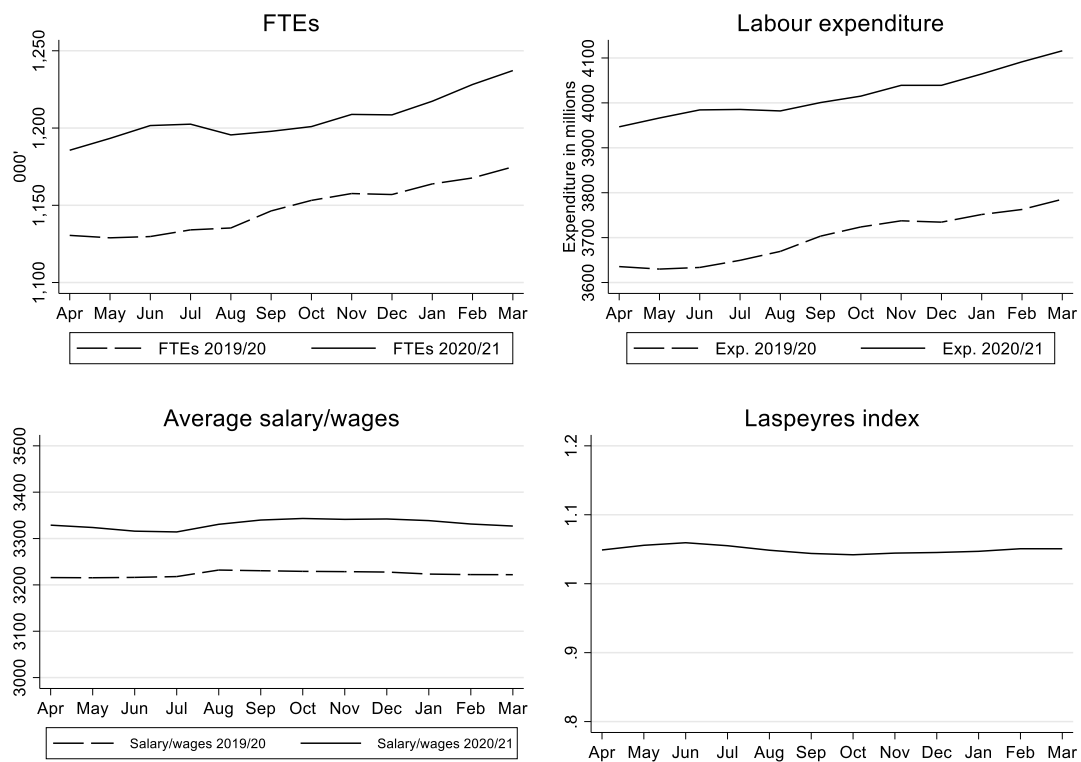 FTEs
1,250
1,200
1,150
1,100
000'
Apr May Jun Jul Aug Sep Oct Nov Dec Jan Feb Mar
FTEs 2019/20 FTEs 2020/21
Labour expenditure
4100
4000
3900
3800
3700
3600
Expenditure in millions
Apr May Jun Jul Aug Sep Oct Nov Dec Jan Feb Mar
Exp. 2019/20 Exp. 2020/21
Average salary/wages
3500
3400
3300
3200
3100
3000
Apr May Jun Jul Aug Sep Oct Nov Dec Jan Feb Mar
Salary/wages 2019/20 Salary/wages 2020/21
Laspeyres index
1.2
1.1
1
.9
.8
Apr May Jun Jul Aug Sep Oct Nov Dec Jan Feb Mar